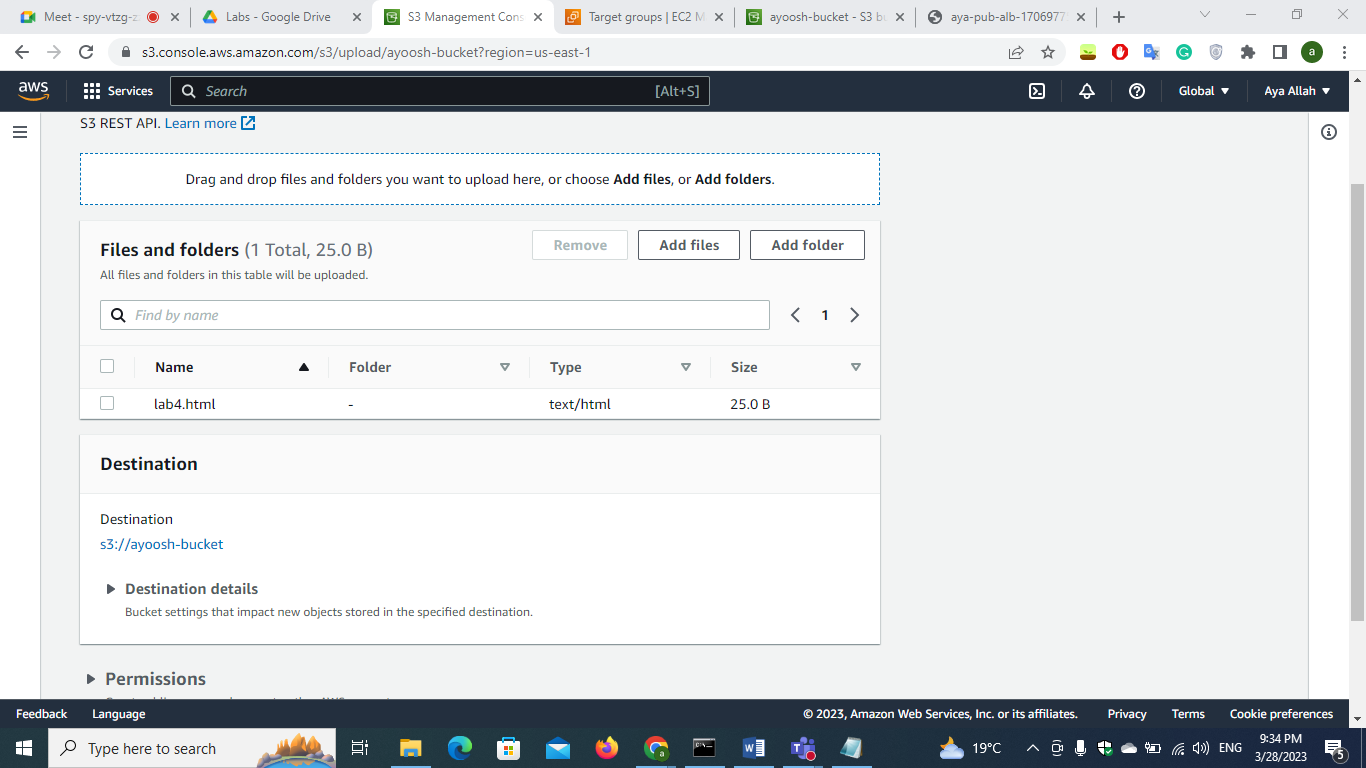 Meet - spy-vtzg-z
Labs - Google Drive
S3 Management Con
Target groups | EC2 M
ayoosh-bucket - S3 b
aya-pub-alb-1706977
s3.console.aws.amazon.com/s3/upload/ayoosh-bucket?region=us-east-1
a
aws
Services
Search
[Alt+S]
Global
Aya Allah
S3 REST API. Learn more
Drag and drop files and folders you want to upload here, or choose Add files, or Add folders.
Files and folders (1 Total, 25.0 B)
Remove
Add files
Add folder
All files and folders in this table will be uploaded.
Find by name
1
Name
Folder
Type
Size
lab4.html
-
text/html
25.0 B
Destination
Destination
s3://ayoosh-bucket
Destination details
Bucket settings that impact new objects stored in the specified destination.
Permissions
Feedback
Language
© 2023, Amazon Web Services, Inc. or its affiliates.
Privacy
Terms
Cookie preferences
Type here to search
19°C
ENG
9:34 PM
3/28/2023
5